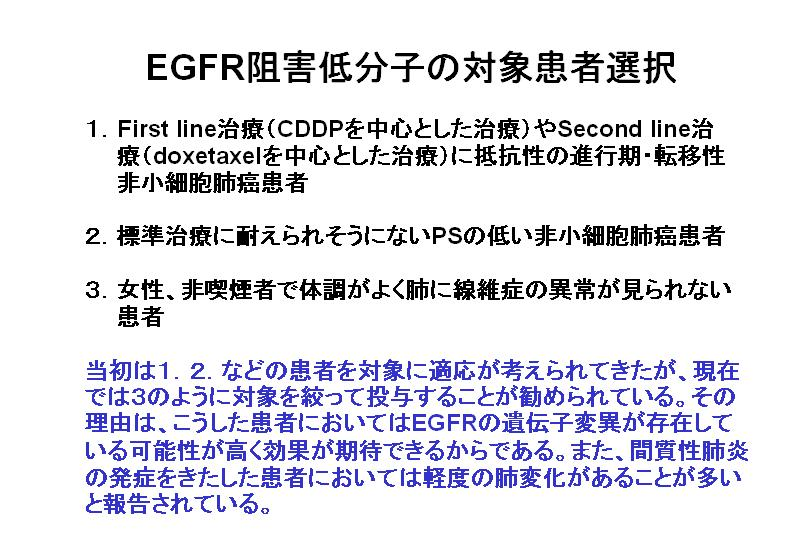 EGFR阻害低分子の対象患者選択
１．First line治療（CDDPを中心とした治療）やSecond line治
療（doxetaxelを中心とした治療）に抵抗性の進行期・転移性
非小細胞肺癌患者
２．標準治療に耐えられそうにないPSの低い非小細胞肺癌患者
３．女性、非喫煙者で体調がよく肺に線維症の異常が見られない
患者
当初は１．２．などの患者を対象に適応が考えられてきたが、現在
では３のように対象を絞って投与することが勧められている。その
理由は、こうした患者においてはEGFRの遺伝子変異が存在して
いる可能性が高く効果が期待できるからである。また、間質性肺炎
の発症をきたした患者においては軽度の肺変化があることが多い
と報告されている。